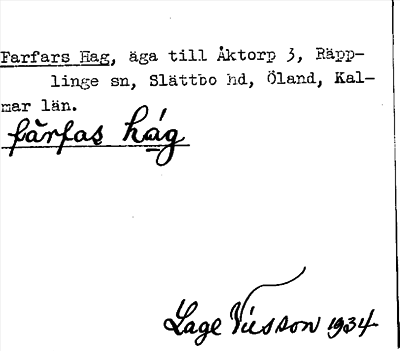 Farfars Hag, äga till Åktorp 3, Räpp-
linge sn, Slättbo hd, Öland, Kal-
mar län.
fàrfas hág
Lage Nilsson 1934